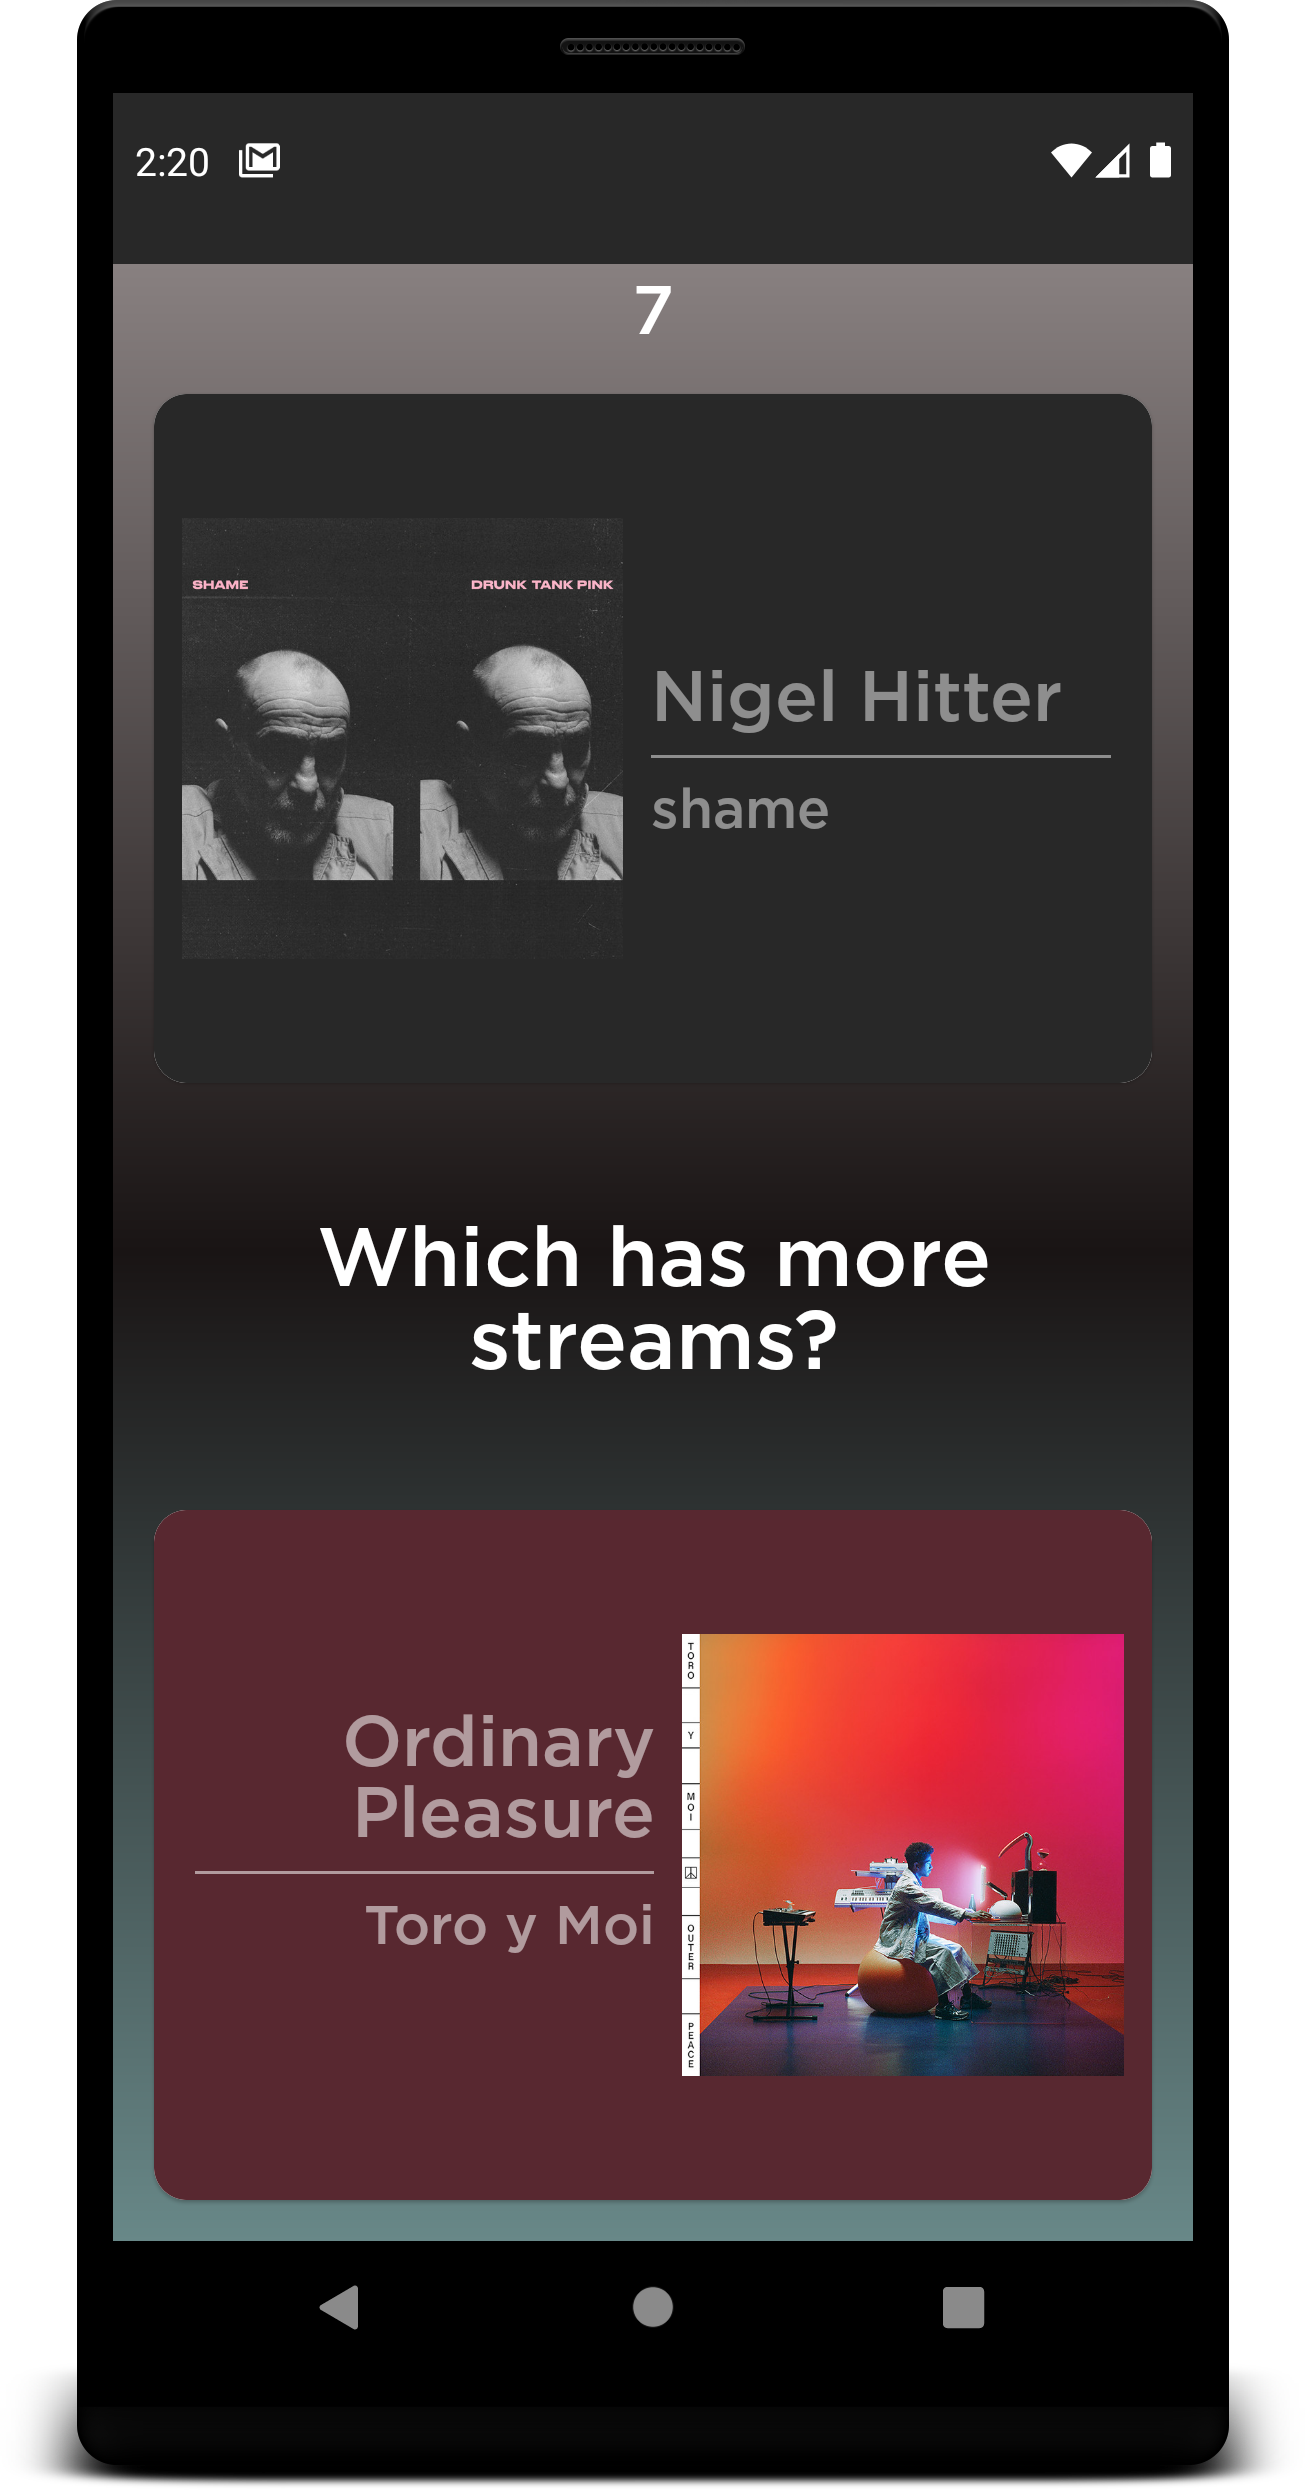 2:20
7
SHAME
DRUNK TANK PINK
Nigel Hitter
shame
Which has more
streams?
Ordinary
Pleasure
Toro y Moi
TORO Y MOI OUTER PEACE